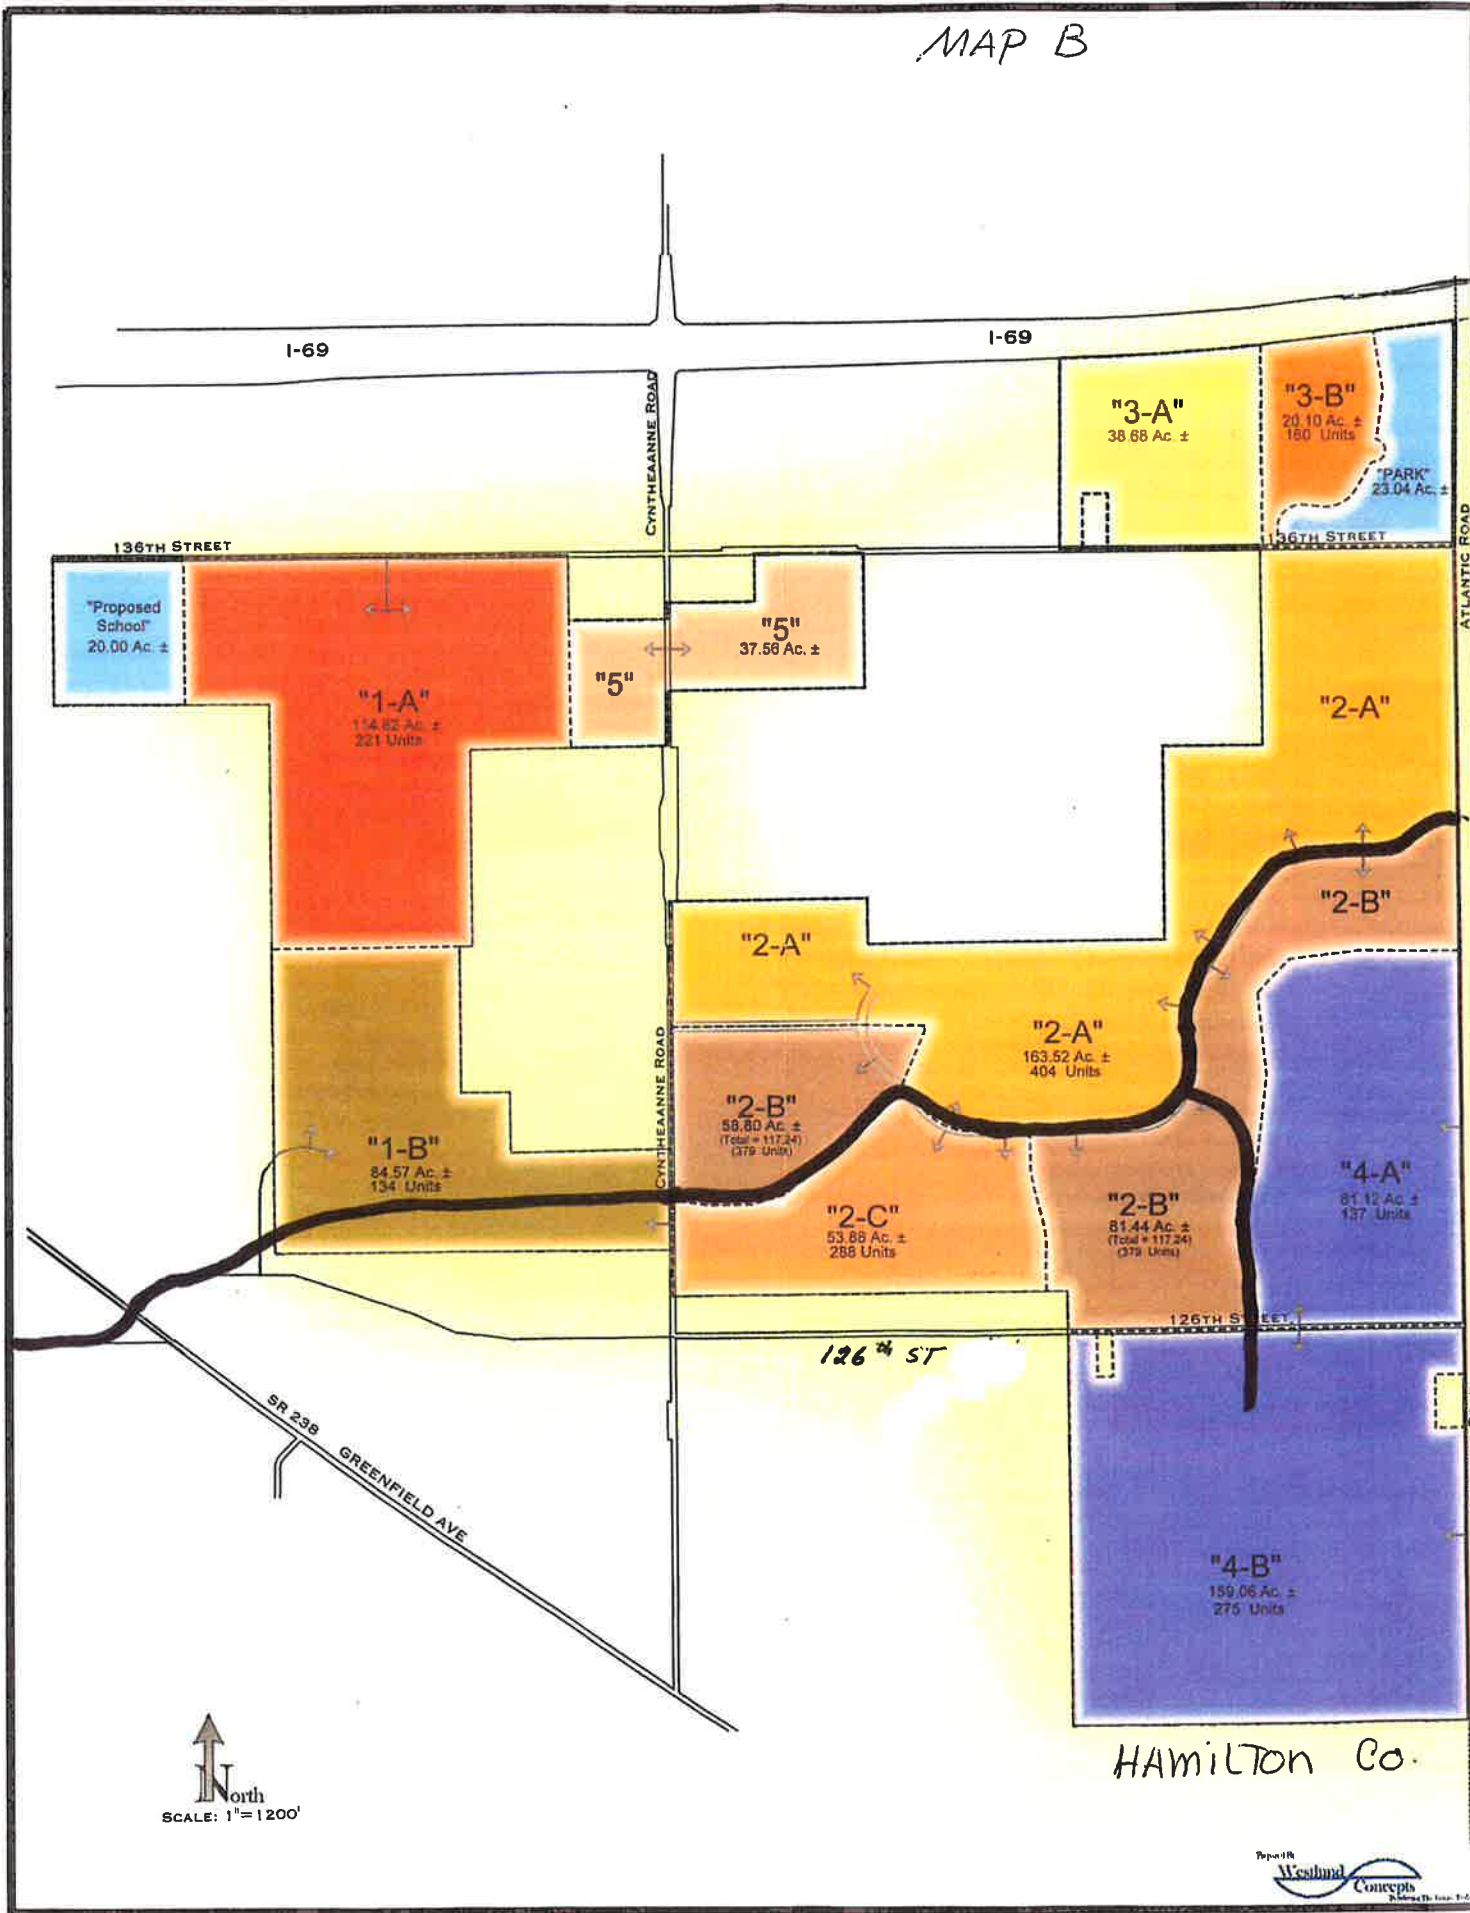 MAP B
I-69
I-69
CYNTHEAANNE ROAD
"3-A"
38.68 Ac. ±
"3-B"
20.10 Ac. ±
160 Units
"PARK"
23.04 Ac. ±
136TH STREET
136TH STREET
ATLANTIC ROAD
"Proposed
School"
20.00 Ac. ±
"5"
37.56 Ac. ±
"5"
"1-A"
114.82 Ac. ±
221 Units
"2-A"
"2-B"
"2-A"
"2-A"
163.52 Ac. ±
404 Units
CYNTHEAANNE ROAD
"2-B"
58.80 Ac. ±
(Total = 117.24)
(379 Units)
"1-B"
84.57 Ac. ±
134 Units
"4-A"
81.12 Ac. ±
137 Units
"2-C"
53.88 Ac. ±
288 Units
"2-B"
81.44 Ac. ±
(Total = 117.24)
(379 Units)
126TH STREET
126th ST
SR 238 GREENFIELD AVE
"4-B"
159.06 Ac. ±
275 Units
HAMILTON CO.
North
SCALE: 1"=1200'
Westland
Concepts